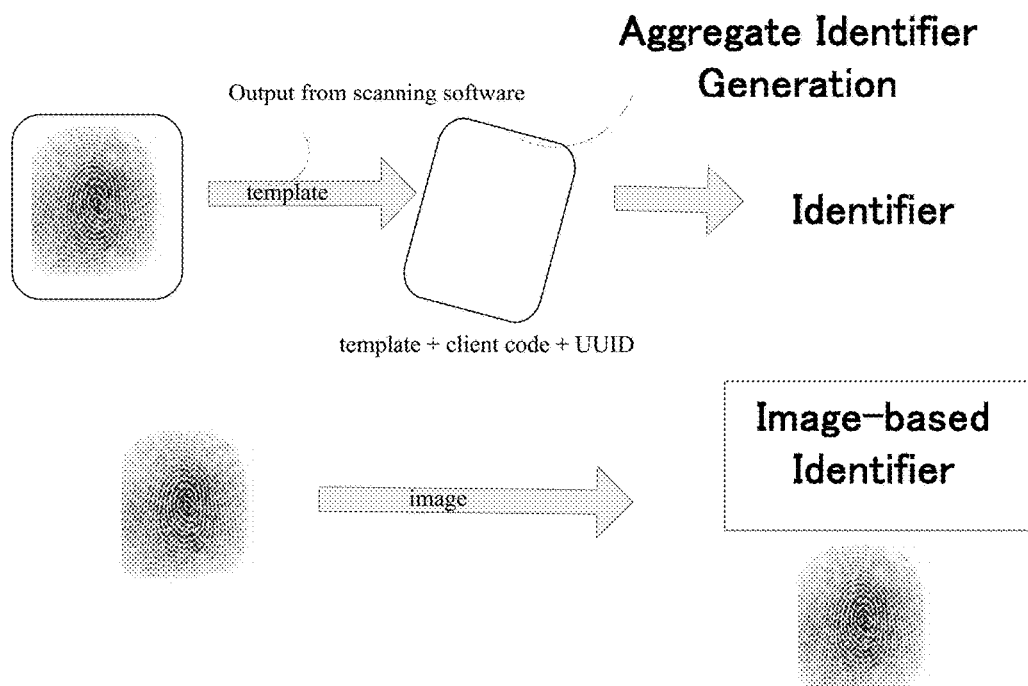 Aggregate Identifier
Generation
Output from scanning software
template
Identifier
template + client code + UUID
Image-based
Identifier
image